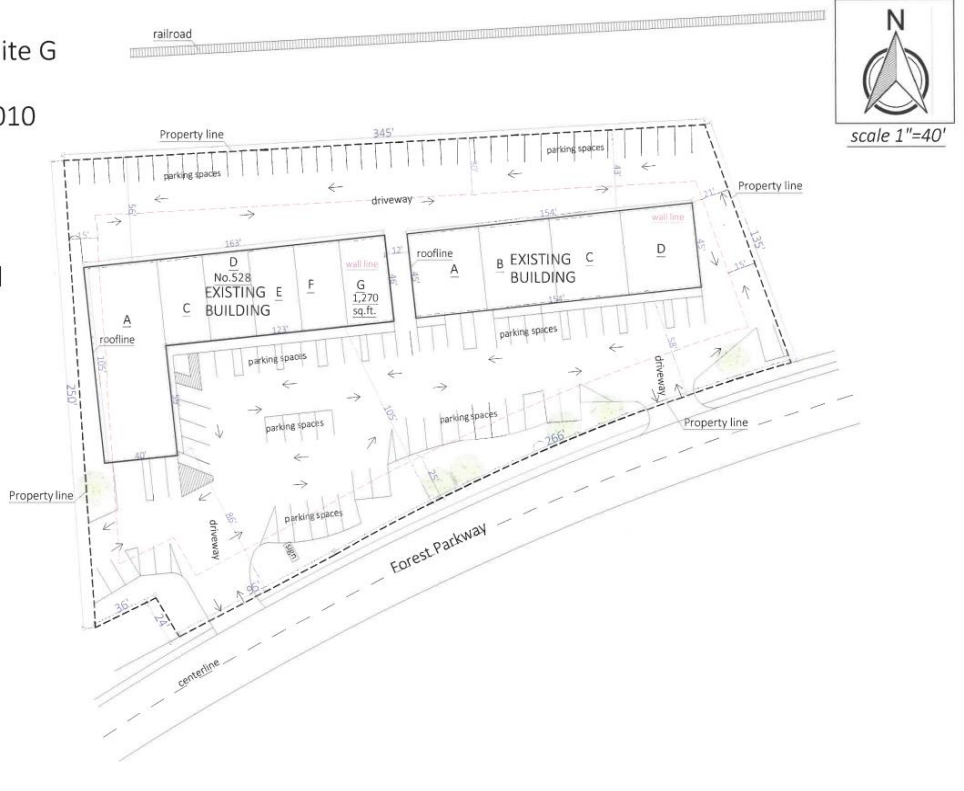 ite G
railroad
N
010
scale 1"=40'
Property line
345'
parking spaces
parking spaces
56'
43'
Property line
driveway
21'
15'
163'
154'
135'
wall line
12'
roofline
D
No.528
EXISTING
BUILDING
wall line
A
B
EXISTING
BUILDING
C
D
45'
15'
A
C
E
F
G
1,270
sq.ft.
46'
45'
roofline
123'
154'
parking spaces
parking spaces
105'
58'
driveway
250'
105'
parking spaces
parking spaces
Property line
266'
40'
25'
Property line
86'
driveway
parking spaces
sign
Forest Parkway
36'
24'
centerline